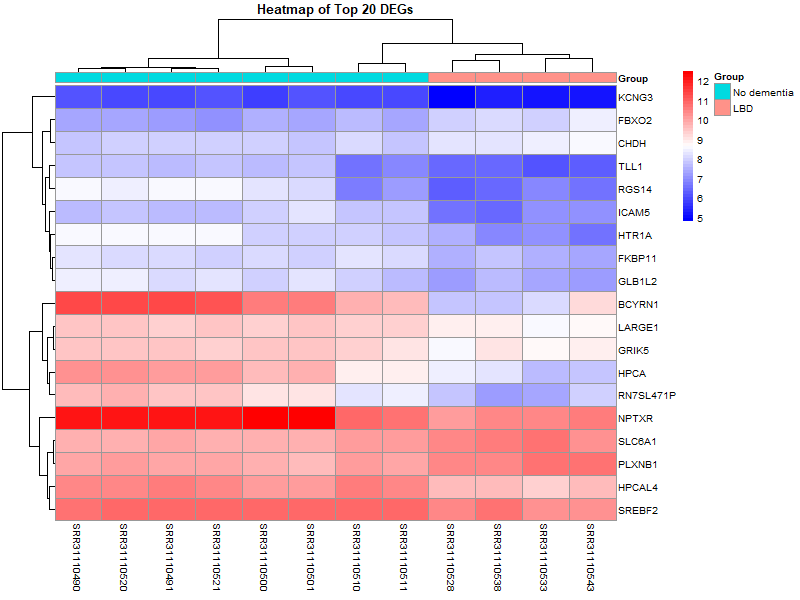 Heatmap of Top 20 DEGs
Group
KCNG3
FBXO2
CHDH
TLL1
RGS14
ICAM5
HTR1A
FKBP11
GLB1L2
BCYRN1
LARGE1
GRIK5
HPCA
RN7SL471P
NPTXR
SLC6A1
PLXNB1
HPCAL4
SREBF2
SRR31110490
SRR31110520
SRR31110491
SRR31110521
SRR31110500
SRR31110501
SRR31110510
SRR31110511
SRR31110528
SRR31110538
SRR31110533
SRR31110543
12
11
10
9
8
7
6
5
Group
No dementia
LBD